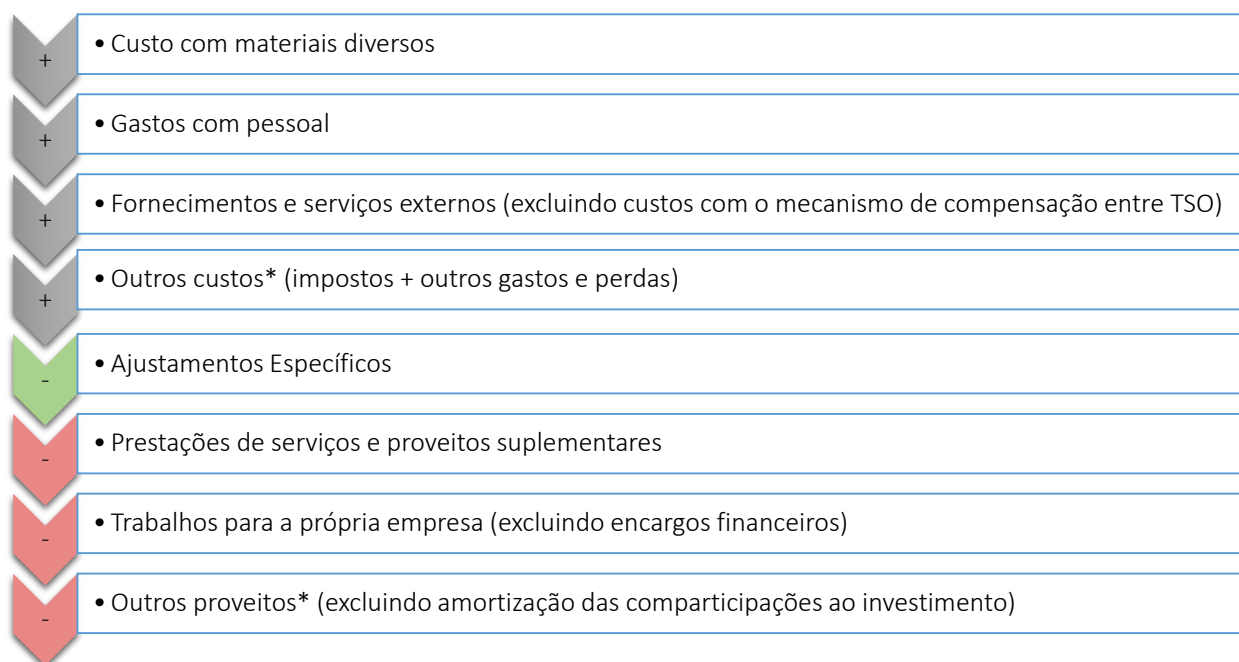 + • Custo com materiais diversos
+ • Gastos com pessoal
+ • Fornecimentos e serviços externos (excluindo custos com o mecanismo de compensação entre TSO)
+ • Outros custos* (impostos + outros gastos e perdas)
- • Ajustamentos Específicos
- • Prestações de serviços e proveitos suplementares
- • Trabalhos para a própria empresa (excluindo encargos financeiros)
- • Outros proveitos* (excluindo amortização das comparticipações ao investimento)